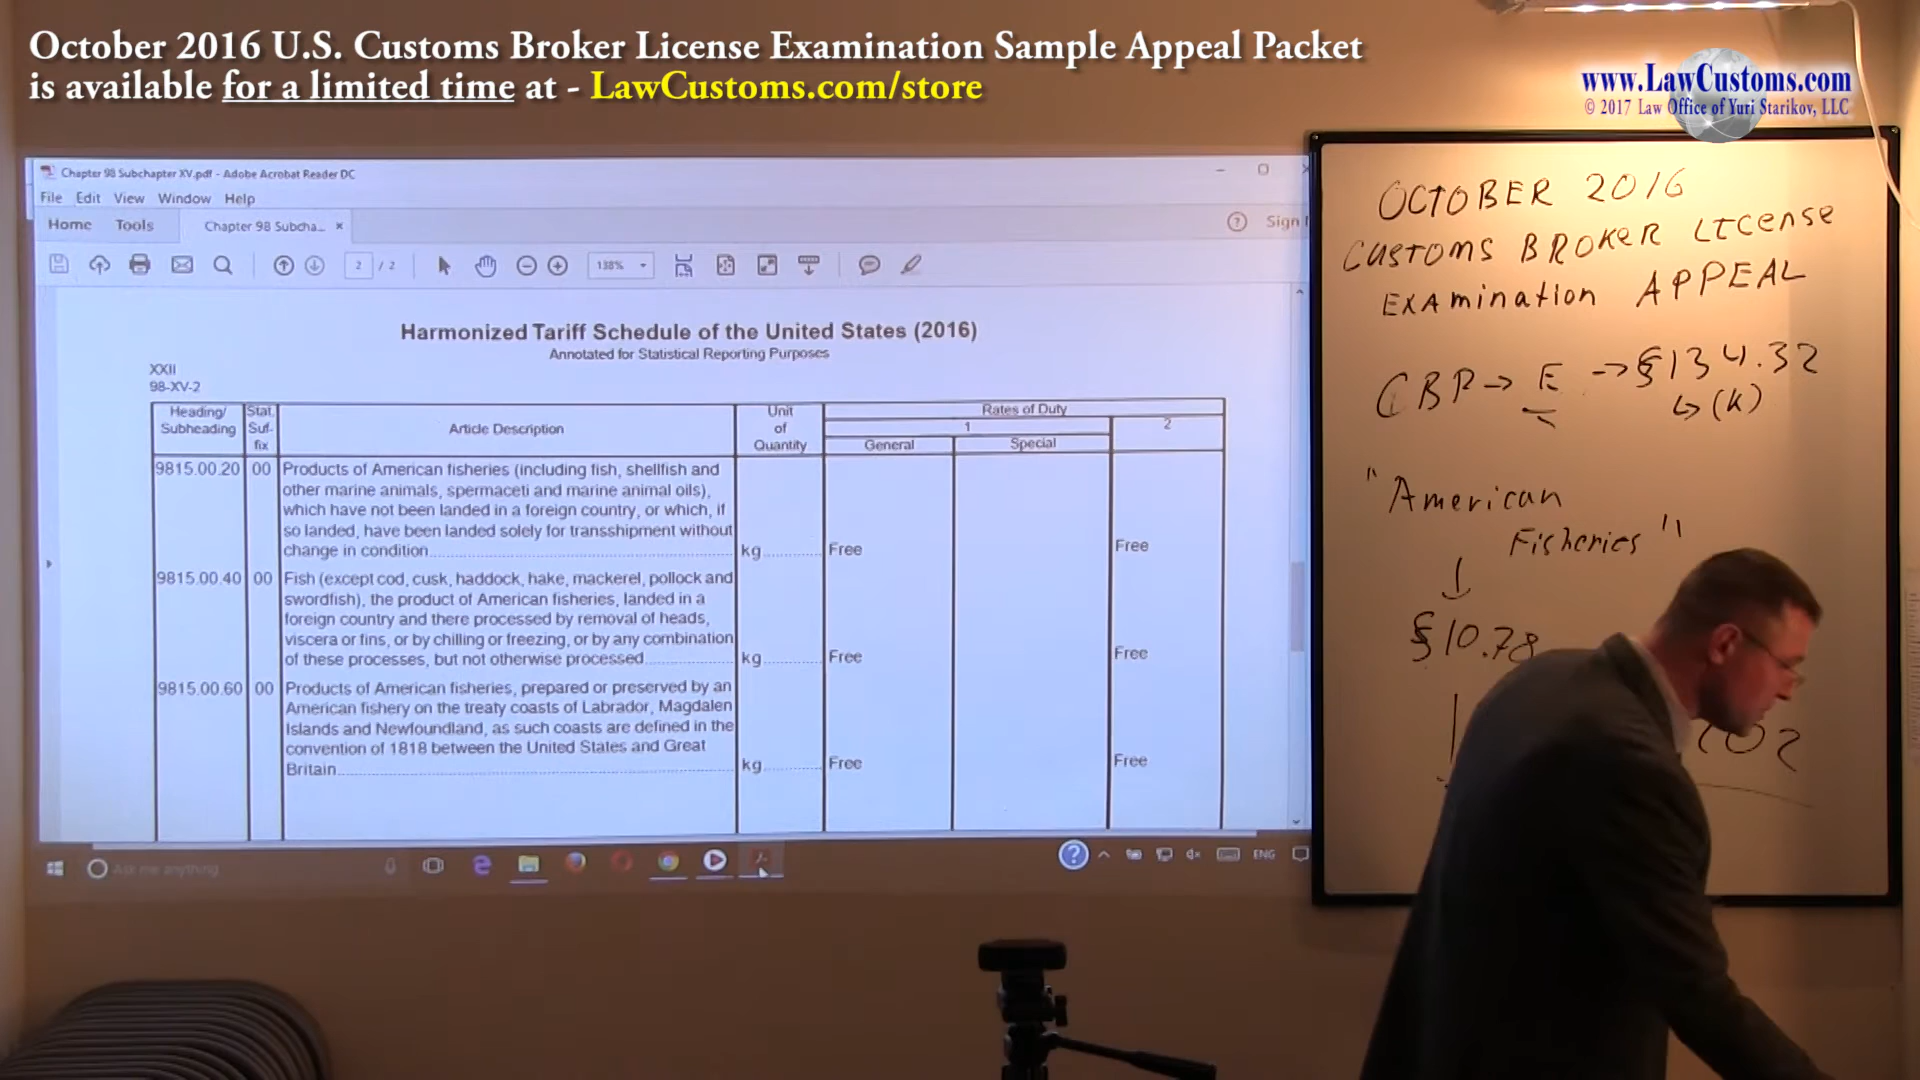 October 2016 U.S. Customs Broker License Examination Sample Appeal Packet
is available for a limited time at - LawCustoms.com/store
www.LawCustoms.com
© 2017 Law Office of Yuri Starikov, LLC
Chapter 98 Subchapter XV.pdf - Adobe Acrobat Reader DC
File Edit View Window Help
Home Tools Chapter 98 Subcha... × Sign
2 / 2 138%
Harmonized Tariff Schedule of the United States (2016)
Annotated for Statistical Reporting Purposes
XXII
98-XV-2
Heading/
Subheading
Stat.
Suf-
fix
Article Description
Unit
of
Quantity
Rates of Duty
1
2
General
Special
9815.00.20 00 Products of American fisheries (including fish, shellfish and
other marine animals, spermaceti and marine animal oils),
which have not been landed in a foreign country, or which, if
so landed, have been landed solely for transshipment without
change in condition kg Free Free
9815.00.40 00 Fish (except cod, cusk, haddock, hake, mackerel, pollock and
swordfish), the product of American fisheries, landed in a
foreign country and there processed by removal of heads,
viscera or fins, or by chilling or freezing, or by any combination
of these processes, but not otherwise processed kg Free Free
9815.00.60 00 Products of American fisheries, prepared or preserved by an
American fishery on the treaty coasts of Labrador, Magdalen
Islands and Newfoundland, as such coasts are defined in the
convention of 1818 between the United States and Great
Britain kg Free Free
Ask me anything
ENG
OCTOBER 2016
CUSTOMS BROKER LICENSE
EXAMINATION APPEAL
CBP → E → §134.32
↳ (k)
"American
Fisheries"
↓
§10.78
202